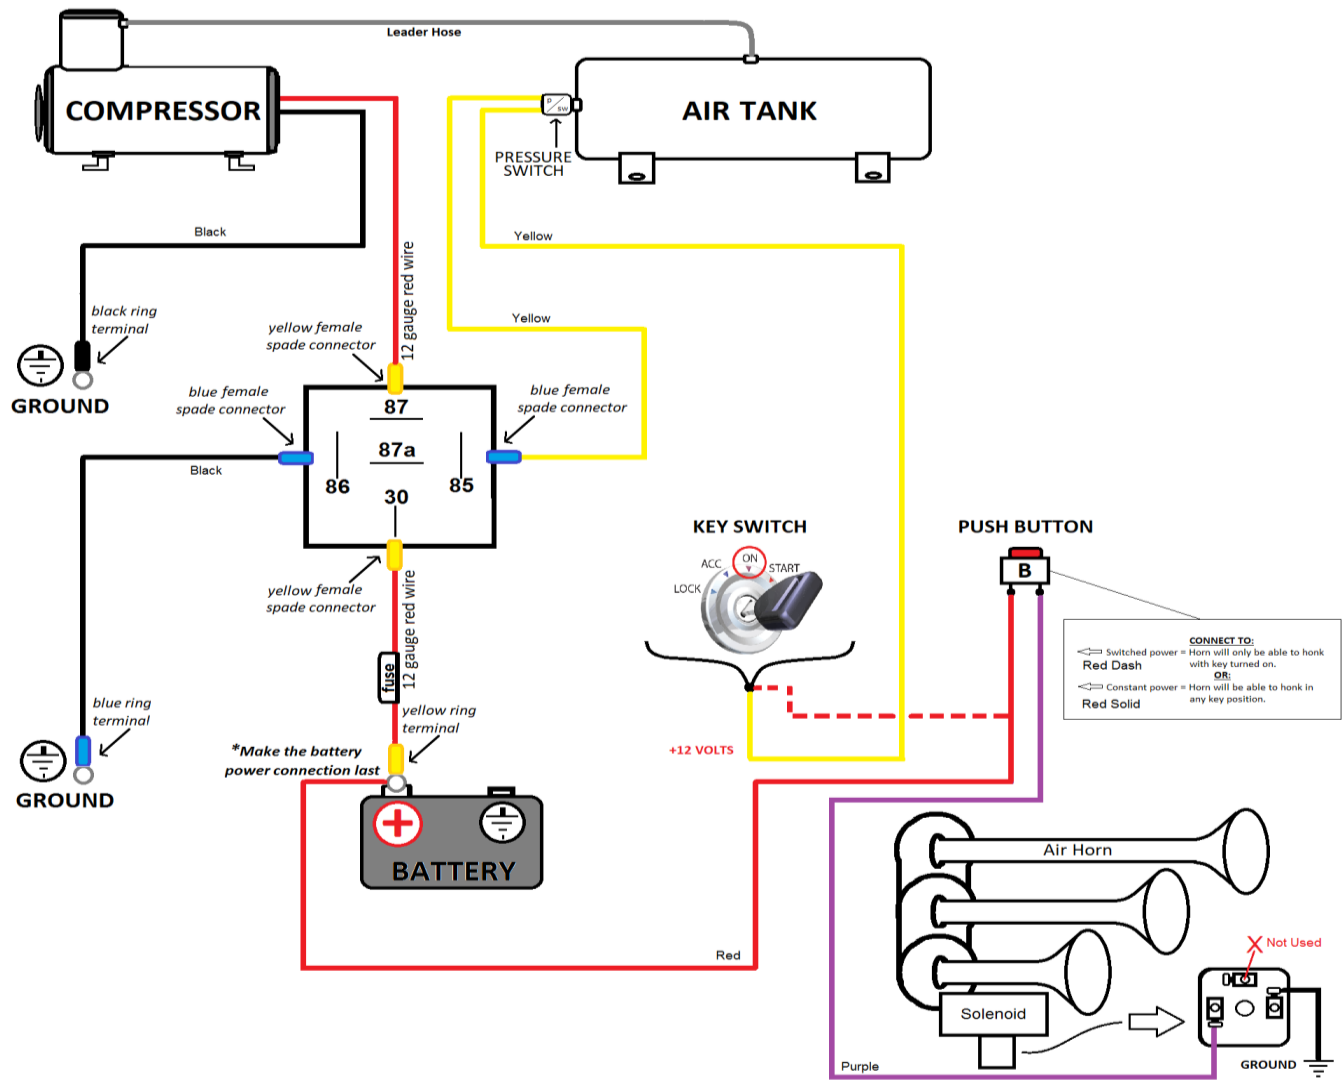 Leader Hose
COMPRESSOR
AIR TANK
P
SW
PRESSURE
SWITCH
Black
Yellow
12 gauge red wire
black ring
terminal
yellow female
spade connector
Yellow
GROUND
blue female
spade connector
blue female
spade connector
87
87a
86
85
30
Black
KEY SWITCH
PUSH BUTTON
ACC
ON
START
LOCK
B
yellow female
spade connector
12 gauge red wire
fuse
CONNECT TO:
Switched power = Horn will only be able to honk
Red Dash with key turned on.
OR:
Constant power = Horn will be able to honk in
Red Solid any key position.
blue ring
terminal
yellow ring
terminal
*Make the battery
power connection last
+12 VOLTS
GROUND
BATTERY
Air Horn
Red
Not Used
Solenoid
Purple
GROUND